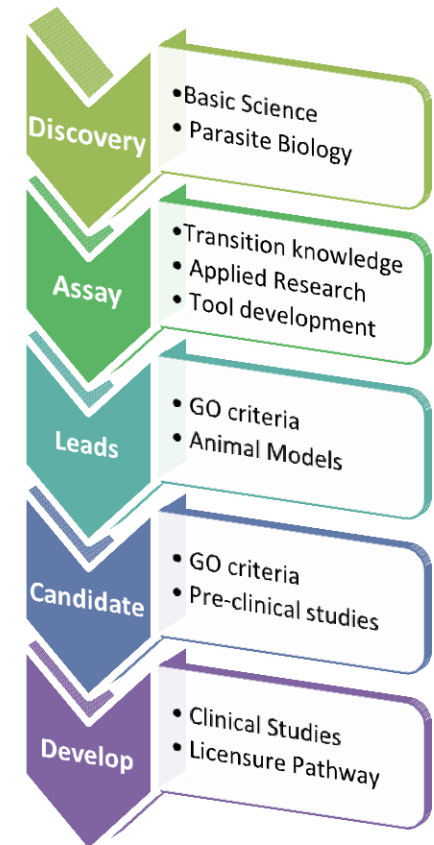 Discovery
•Basic Science
• Parasite Biology
Assay
•Transition knowledge
• Applied Research
• Tool development
Leads
• GO criteria
• Animal Models
Candidate
• GO criteria
• Pre-clinical studies
Develop
• Clinical Studies
• Licensure Pathway